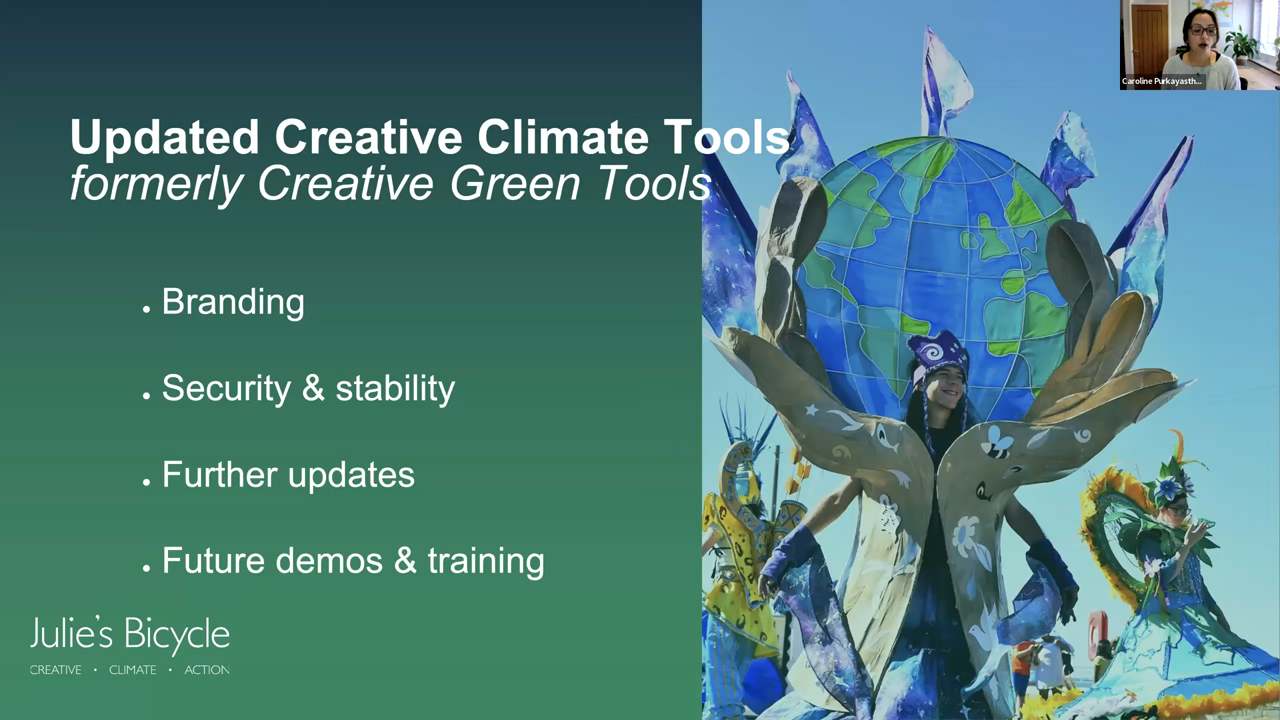 Caroline Purkayasth...
Updated Creative Climate Tools
formerly Creative Green Tools
. Branding
. Security & stability
. Further updates
. Future demos & training
Julie's Bicycle
CREATIVE • CLIMATE • ACTION